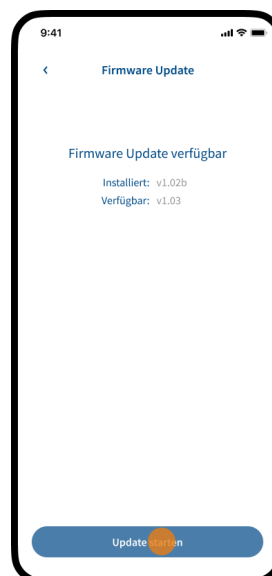 9:41
Firmware Update
Firmware Update verfügbar
Installiert: v1.02b
Verfügbar: v1.03
Update starten